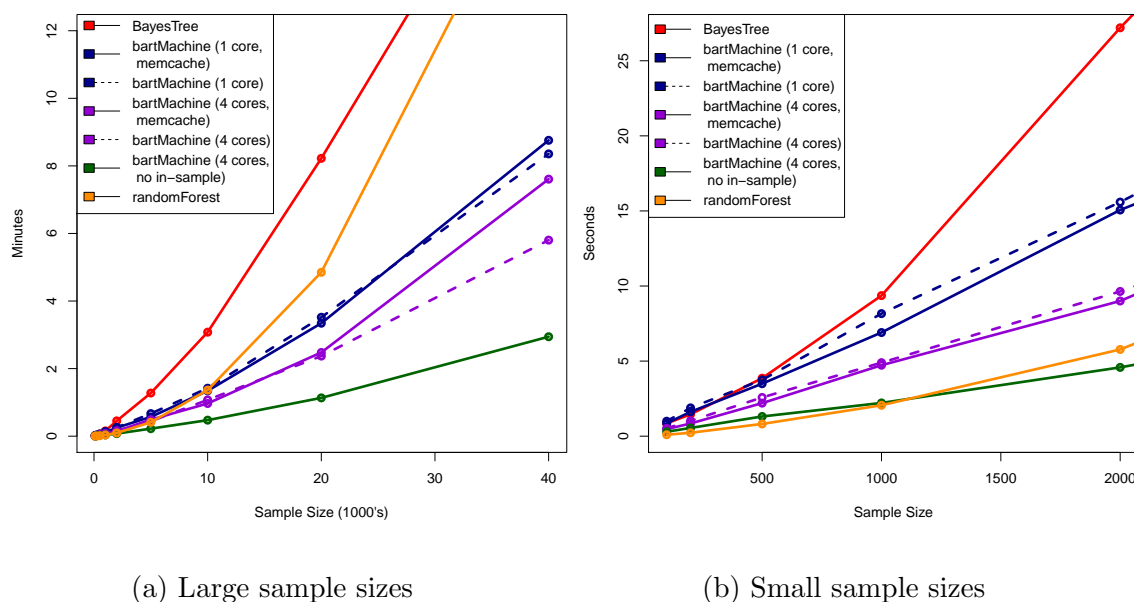 BayesTree
bartMachine (1 core,
memcache)
bartMachine (1 core)
bartMachine (4 cores,
memcache)
bartMachine (4 cores)
bartMachine (4 cores,
no in−sample)
randomForest
12
10
8
6
4
2
0
Minutes
0
10
20
30
40
Sample Size (1000's)
(a) Large sample sizes
BayesTree
bartMachine (1 core,
memcache)
bartMachine (1 core)
bartMachine (4 cores,
memcache)
bartMachine (4 cores)
bartMachine (4 cores,
no in−sample)
randomForest
25
20
15
10
5
0
Seconds
500
1000
1500
2000
Sample Size
(b) Small sample sizes